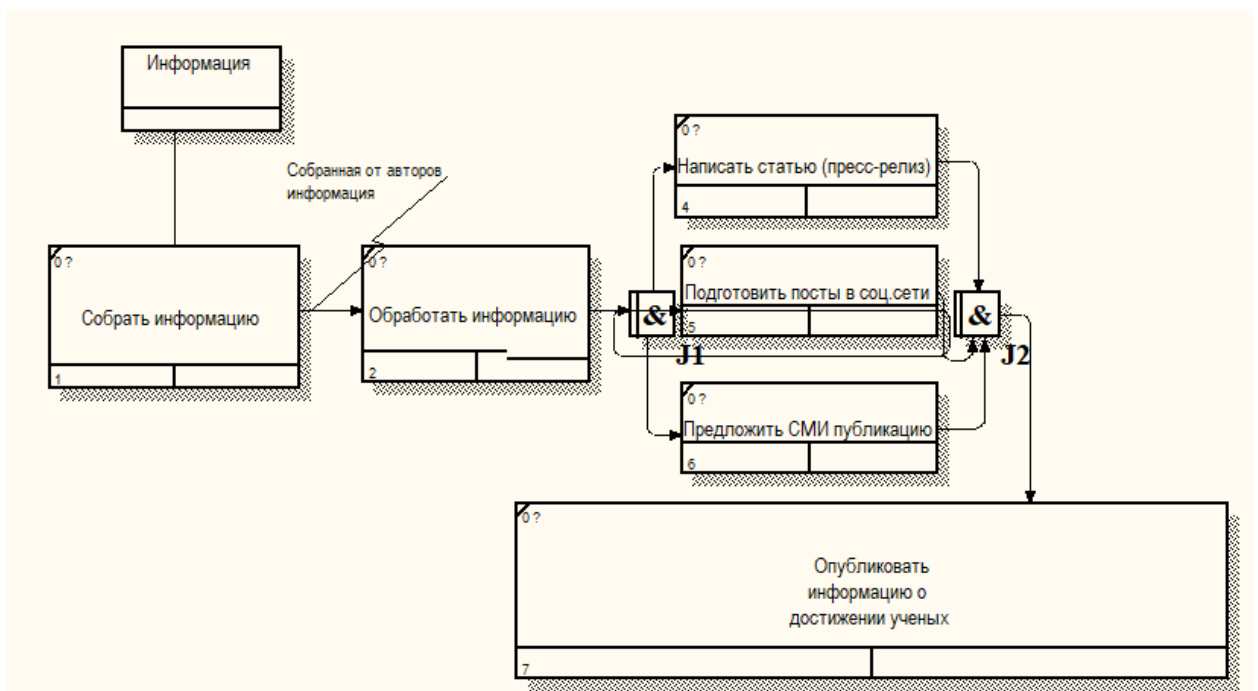 Информация
Собранная от авторов
информация
0 ?
Собрать информацию
1
0 ?
Обработать информацию
2
&
J1
0 ?
Написать статью (пресс-релиз)
4
0 ?
Подготовить посты в соц.сети
5
0 ?
Предложить СМИ публикацию
6
&
J2
0 ?
Опубликовать
информацию о
достижении ученых
7